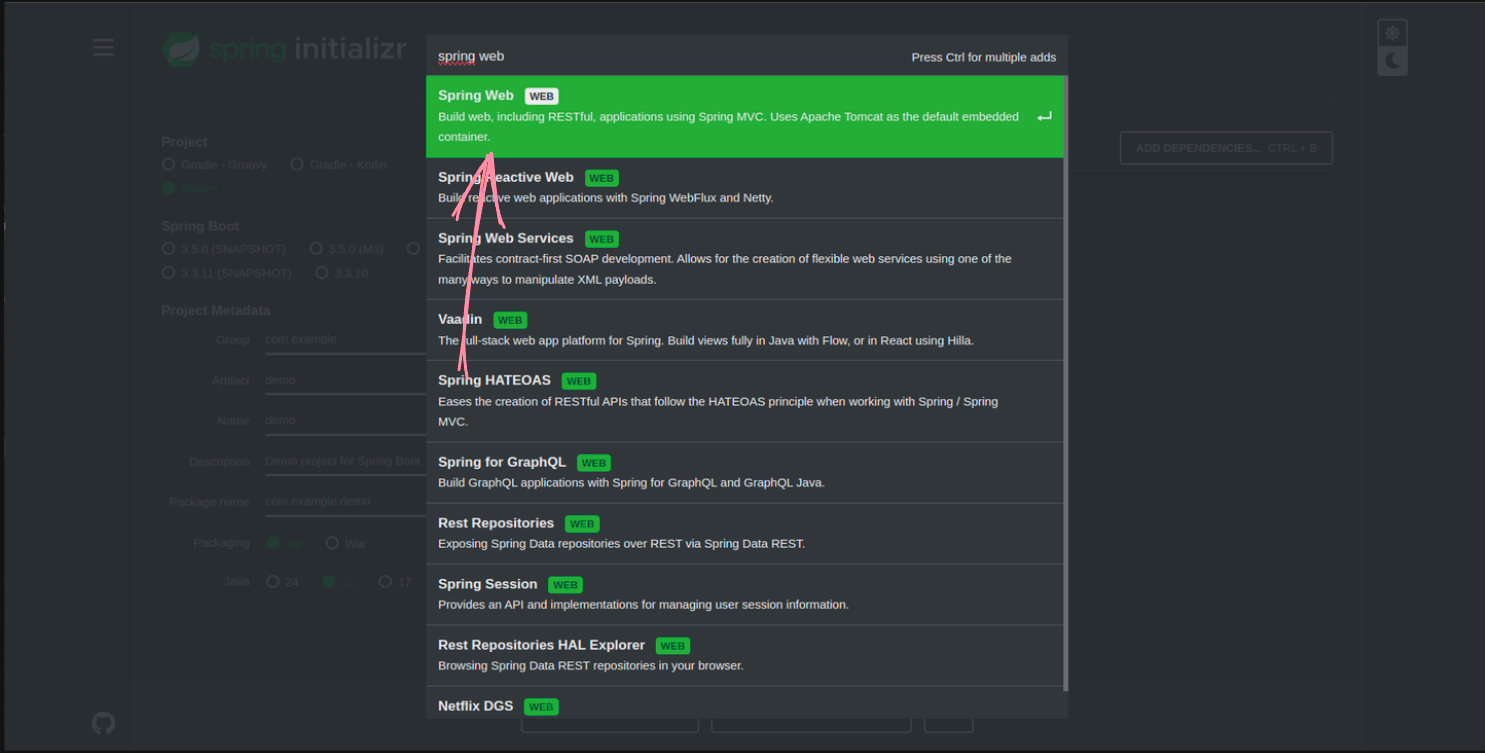 spring initializr
spring web
Press Ctrl for multiple adds
Spring Web WEB
Build web, including RESTful, applications using Spring MVC. Uses Apache Tomcat as the default embedded
container.
Spring Reactive Web WEB
Build reactive web applications with Spring WebFlux and Netty.
Spring Web Services WEB
Facilitates contract-first SOAP development. Allows for the creation of flexible web services using one of the
many ways to manipulate XML payloads.
Vaadin WEB
The full-stack web app platform for Spring. Build views fully in Java with Flow, or in React using Hilla.
Spring HATEOAS WEB
Eases the creation of RESTful APIs that follow the HATEOAS principle when working with Spring / Spring
MVC.
Spring for GraphQL WEB
Build GraphQL applications with Spring for GraphQL and GraphQL Java.
Rest Repositories WEB
Exposing Spring Data repositories over REST via Spring Data REST.
Spring Session WEB
Provides an API and implementations for managing user session information.
Rest Repositories HAL Explorer WEB
Browsing Spring Data REST repositories in your browser.
Netflix DGS WEB
Project
Gradle - Groovy Gradle - Kotlin
Maven
Spring Boot
3.5.0 (SNAPSHOT) 3.5.0 (M3)
3.3.11 (SNAPSHOT) 3.3.10
Project Metadata
Group com.example
Artifact demo
Name demo
Description Demo project for Spring Boot
Package name com.example.demo
Packaging Jar War
Java 24 21 17
ADD DEPENDENCIES... CTRL + B